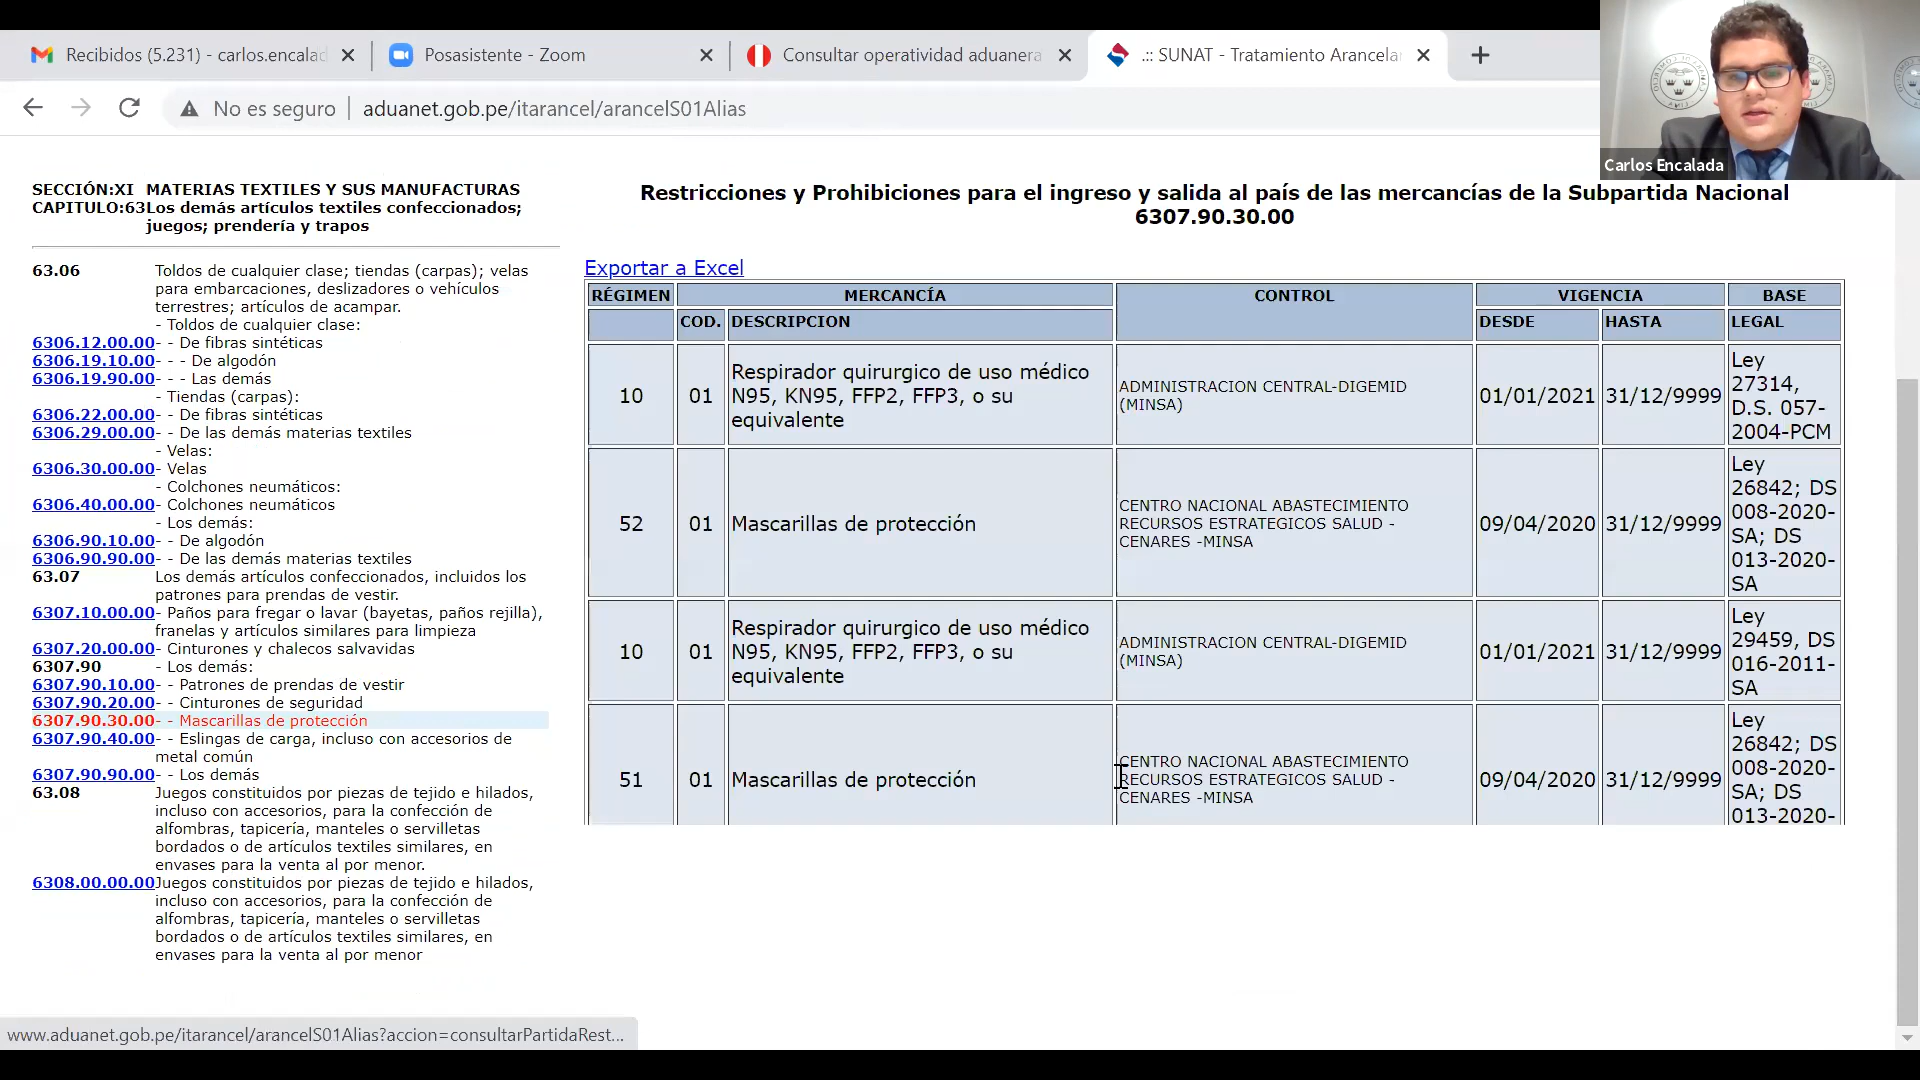 Recibidos (5.231) - carlos.encalad
Posasistente - Zoom
Consultar operatividad aduanera
.:: SUNAT - Tratamiento Arancelar
No es seguro
aduanet.gob.pe/itarancel/arancelS01Alias
Carlos Encalada
SECCIÓN:XI MATERIAS TEXTILES Y SUS MANUFACTURAS
CAPITULO:63Los demás artículos textiles confeccionados;
juegos; prendería y trapos
63.06 Toldos de cualquier clase; tiendas (carpas); velas
para embarcaciones, deslizadores o vehículos
terrestres; artículos de acampar.
- Toldos de cualquier clase:
6306.12.00.00- - De fibras sintéticas
6306.19.10.00- - - De algodón
6306.19.90.00- - - Las demás
- Tiendas (carpas):
6306.22.00.00- - De fibras sintéticas
6306.29.00.00- - De las demás materias textiles
- Velas:
6306.30.00.00- Velas
- Colchones neumáticos:
6306.40.00.00- Colchones neumáticos
- Los demás:
6306.90.10.00- - De algodón
6306.90.90.00- - De las demás materias textiles
63.07 Los demás artículos confeccionados, incluidos los
patrones para prendas de vestir.
6307.10.00.00- Paños para fregar o lavar (bayetas, paños rejilla),
franelas y artículos similares para limpieza
6307.20.00.00- Cinturones y chalecos salvavidas
6307.90 - Los demás:
6307.90.10.00- - Patrones de prendas de vestir
6307.90.20.00- - Cinturones de seguridad
6307.90.30.00- - Mascarillas de protección
6307.90.40.00- - Eslingas de carga, incluso con accesorios de
metal común
6307.90.90.00- - Los demás
63.08 Juegos constituidos por piezas de tejido e hilados,
incluso con accesorios, para la confección de
alfombras, tapicería, manteles o servilletas
bordados o de artículos textiles similares, en
envases para la venta al por menor.
6308.00.00.00Juegos constituidos por piezas de tejido e hilados,
incluso con accesorios, para la confección de
alfombras, tapicería, manteles o servilletas
bordados o de artículos textiles similares, en
envases para la venta al por menor
Restricciones y Prohibiciones para el ingreso y salida al país de las mercancías de la Subpartida Nacional
6307.90.30.00
Exportar a Excel
RÉGIMEN MERCANCÍA CONTROL VIGENCIA BASE
COD. DESCRIPCION DESDE HASTA LEGAL
10 01 Respirador quirurgico de uso médico
N95, KN95, FFP2, FFP3, o su
equivalente
ADMINISTRACION CENTRAL-DIGEMID
(MINSA)
01/01/2021 31/12/9999
Ley
27314,
D.S. 057-
2004-PCM
52 01 Mascarillas de protección
CENTRO NACIONAL ABASTECIMIENTO
RECURSOS ESTRATEGICOS SALUD -
CENARES -MINSA
09/04/2020 31/12/9999
Ley
26842; DS
008-2020-
SA; DS
013-2020-
SA
10 01 Respirador quirurgico de uso médico
N95, KN95, FFP2, FFP3, o su
equivalente
ADMINISTRACION CENTRAL-DIGEMID
(MINSA)
01/01/2021 31/12/9999
Ley
29459, DS
016-2011-
SA
51 01 Mascarillas de protección
CENTRO NACIONAL ABASTECIMIENTO
RECURSOS ESTRATEGICOS SALUD -
CENARES -MINSA
09/04/2020 31/12/9999
Ley
26842; DS
008-2020-
SA; DS
013-2020-
www.aduanet.gob.pe/itarancel/arancelS01Alias?accion=consultarPartidaRest...